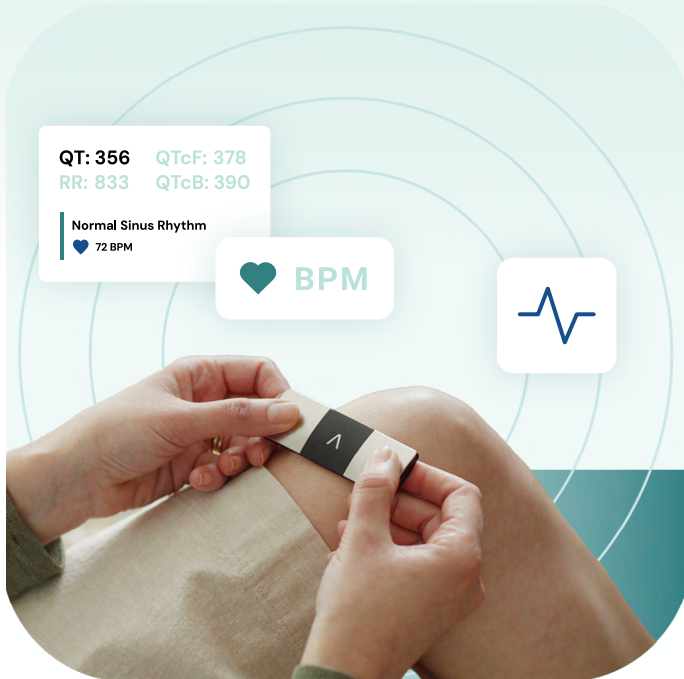 QT: 356 QTcF: 378
RR: 833 QTcB: 390
Normal Sinus Rhythm
72 BPM
BPM